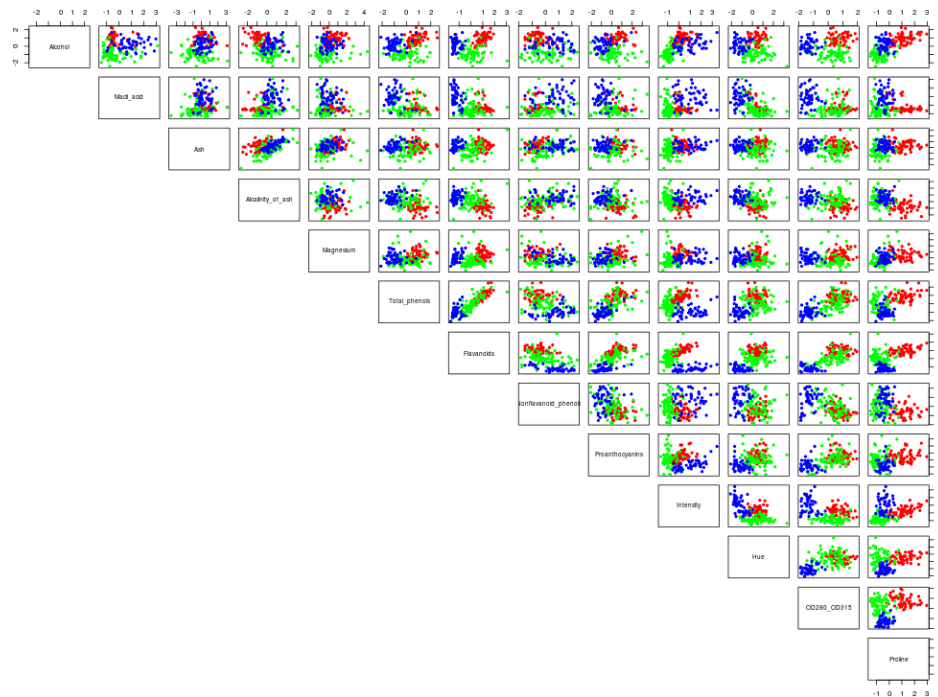 -2 0 2 -1 0 1 2 3 -3 -1 1 3 -2 0 2 -2 0 2 4 -2 0 1 2 -1 1 2 3 -2 0 1 2 -2 0 2 -1 1 2 3 -2 0 1 2 3 -2 0 1 -1 0 1 2 3
2
0
-2
Alcohol
Macil_acid
Ash
Alcalinity_of_ash
Magnesium
Total_phenols
Flavanoids
Nonflavanoid_phenols
Proanthocyanins
Intensity
Hue
OD280_OD315
Proline
-1 0 1 2 3